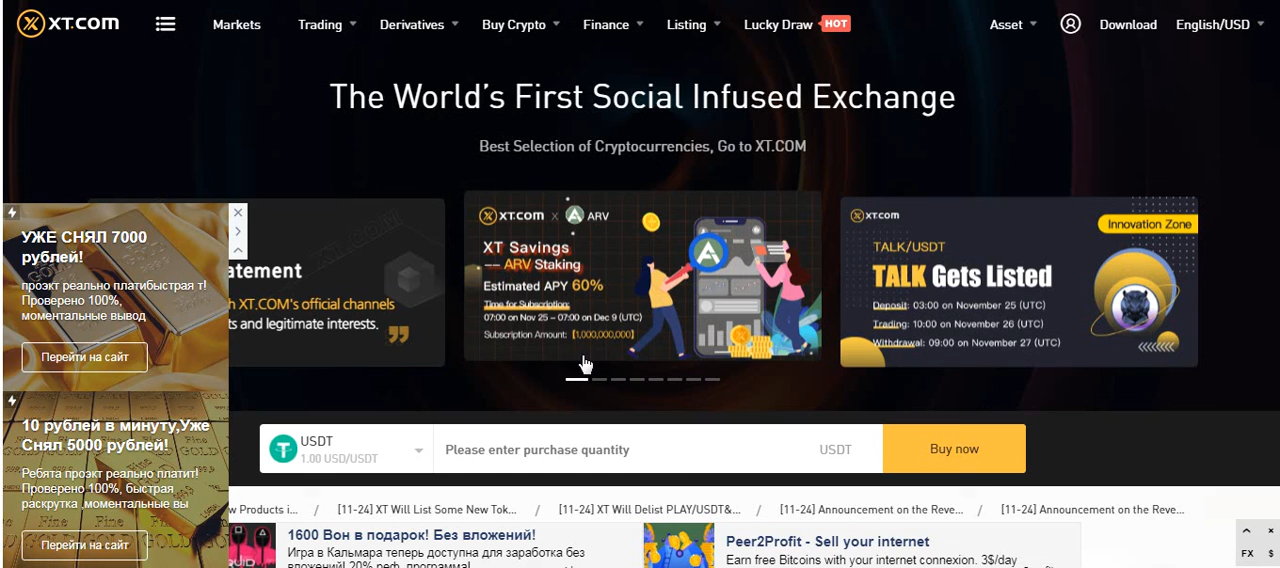 XT.COM
Markets
Trading
Derivatives
Buy Crypto
Finance
Listing
Lucky Draw
HOT
Asset
Download
English/USD
The World's First Social Infused Exchange
Best Selection of Cryptocurrencies, Go to XT.COM
УЖЕ СНЯЛ 7000
рублей!
проэкт реально платибыстрая т!
Проверено 100%,
моментальные вывод
Перейти на сайт
10 рублей в минуту,Уже
Снял 5000 рублей!
Ребята проэкт реально платит!
Проверено 100%, быстрая
раскрутка ,моментальные вы
Перейти на сайт
atement
h XT.COM's official channels
ts and legitimate interests.
XT.COM x ARV
XT Savings
— ARV Staking
Estimated APY 60%
Time for Subscription:
07:00 on Nov 25 – 07:00 on Dec 9 (UTC)
Subscription Amount:【1,000,000,000】
XT.COM
Innovation Zone
TALK/USDT
TALK Gets Listed
Deposit: 03:00 on November 25 (UTC)
Trading: 10:00 on November 26 (UTC)
Withdrawal: 09:00 on November 27 (UTC)
USDT
1.00 USD/USDT
Please enter purchase quantity
USDT
Buy now
w Products i...
/
[11-24] XT Will List Some New Tok...
/
[11-24] XT Will Delist PLAY/USDT&...
/
[11-24] Announcement on the Reve...
/
[11-24] Announcement on the Reve...
1600 Вон в подарок! Без вложений!
Игра в Кальмара теперь доступна для заработка без
вложений! 20% реф. программа!
Peer2Profit - Sell your internet
Earn free Bitcoins with your internet connexion. 3$/day
FX
$